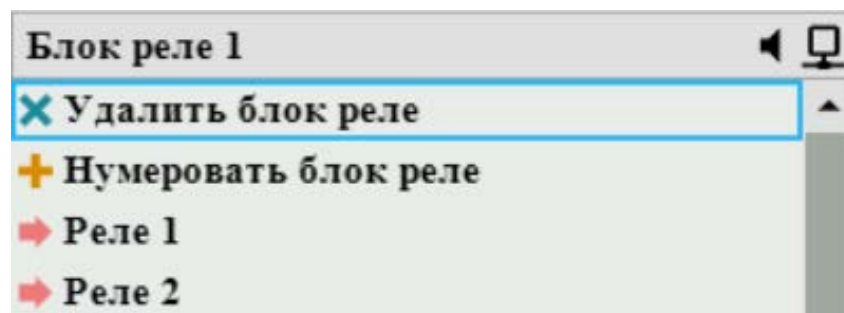 Блок реле 1
Удалить блок реле
Нумеровать блок реле
Реле 1
Реле 2